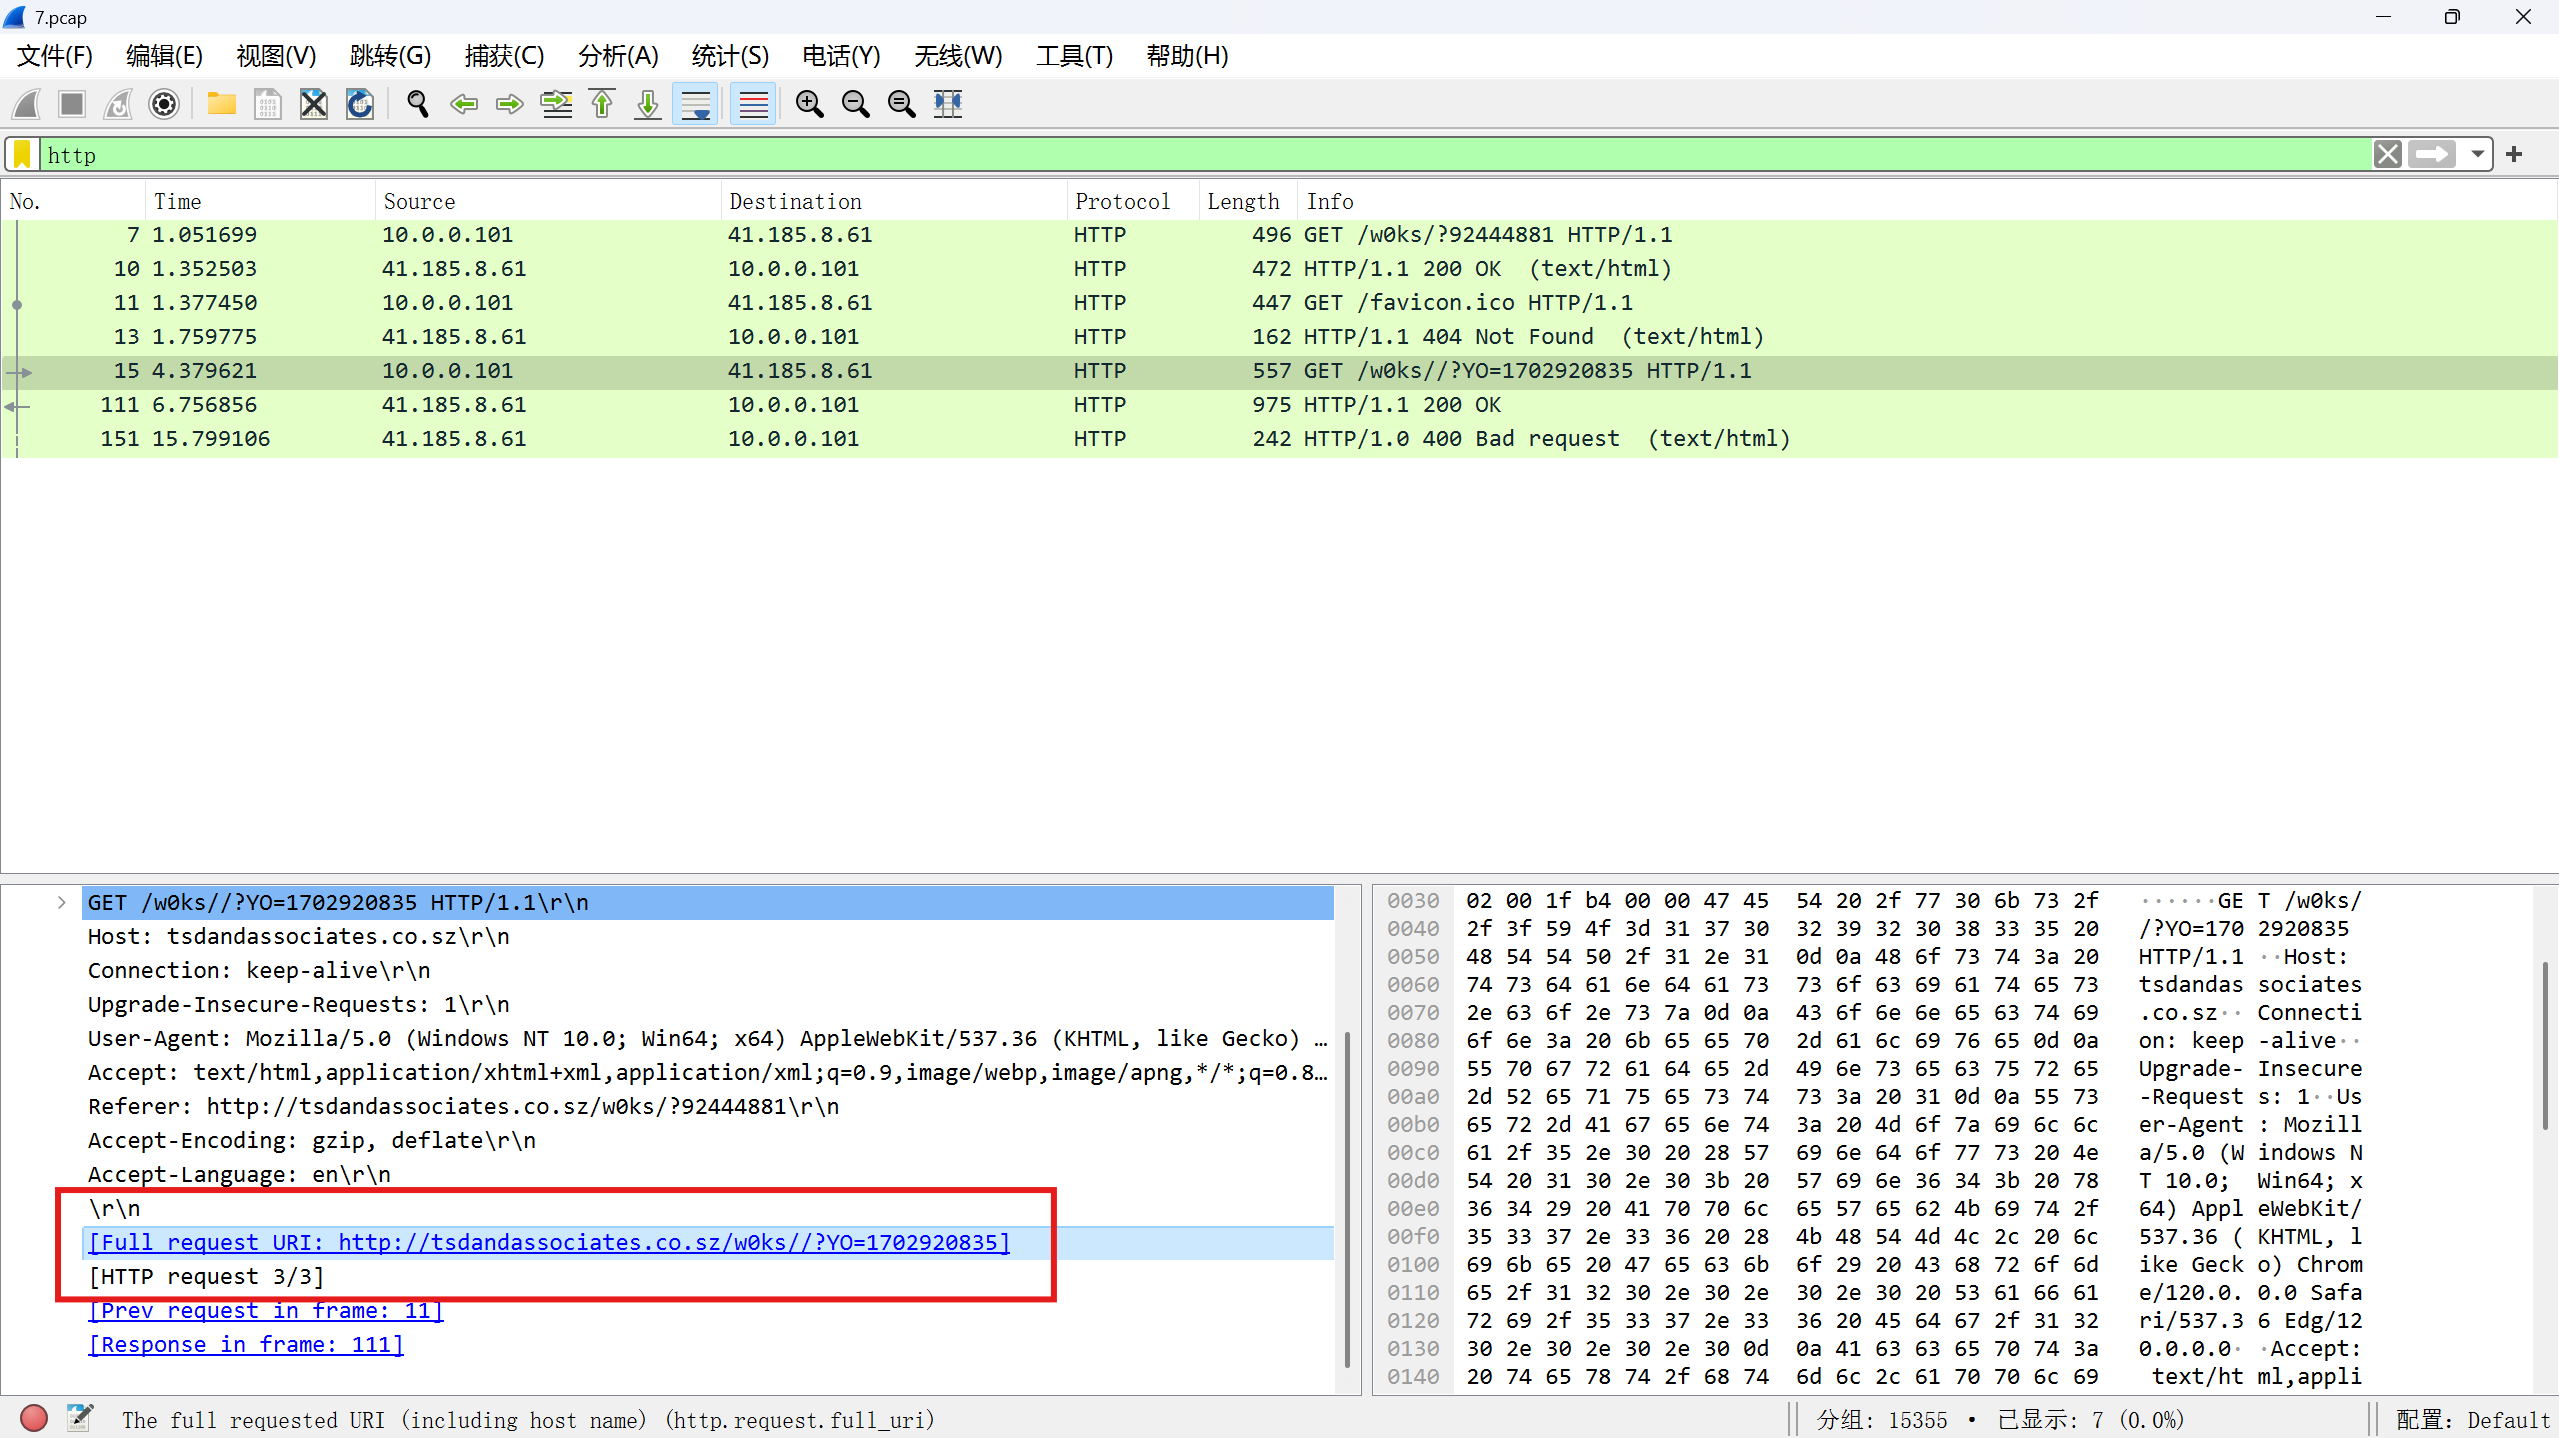 7.pcap
文件(F) 编辑(E) 视图(V) 跳转(G) 捕获(C) 分析(A) 统计(S) 电话(Y) 无线(W) 工具(T) 帮助(H)
http
No. Time Source Destination Protocol Length Info
7 1.051699 10.0.0.101 41.185.8.61 HTTP 496 GET /w0ks/?92444881 HTTP/1.1
10 1.352503 41.185.8.61 10.0.0.101 HTTP 472 HTTP/1.1 200 OK (text/html)
11 1.377450 10.0.0.101 41.185.8.61 HTTP 447 GET /favicon.ico HTTP/1.1
13 1.759775 41.185.8.61 10.0.0.101 HTTP 162 HTTP/1.1 404 Not Found (text/html)
15 4.379621 10.0.0.101 41.185.8.61 HTTP 557 GET /w0ks//?YO=1702920835 HTTP/1.1
111 6.756856 41.185.8.61 10.0.0.101 HTTP 975 HTTP/1.1 200 OK
151 15.799106 41.185.8.61 10.0.0.101 HTTP 242 HTTP/1.0 400 Bad request (text/html)
GET /w0ks//?YO=1702920835 HTTP/1.1\r\n
Host: tsdandassociates.co.sz\r\n
Connection: keep-alive\r\n
Upgrade-Insecure-Requests: 1\r\n
User-Agent: Mozilla/5.0 (Windows NT 10.0; Win64; x64) AppleWebKit/537.36 (KHTML, like Gecko) …
Accept: text/html,application/xhtml+xml,application/xml;q=0.9,image/webp,image/apng,*/*;q=0.8…
Referer: http://tsdandassociates.co.sz/w0ks/?92444881\r\n
Accept-Encoding: gzip, deflate\r\n
Accept-Language: en\r\n
\r\n
[Full request URI: http://tsdandassociates.co.sz/w0ks//?YO=1702920835]
[HTTP request 3/3]
[Prev request in frame: 11]
[Response in frame: 111]
0030 02 00 1f b4 00 00 47 45 54 20 2f 77 30 6b 73 2f ······GE T /w0ks/
0040 2f 3f 59 4f 3d 31 37 30 32 39 32 30 38 33 35 20 /?YO=170 2920835
0050 48 54 54 50 2f 31 2e 31 0d 0a 48 6f 73 74 3a 20 HTTP/1.1 ··Host:
0060 74 73 64 61 6e 64 61 73 73 6f 63 69 61 74 65 73 tsdandas sociates
0070 2e 63 6f 2e 73 7a 0d 0a 43 6f 6e 6e 65 63 74 69 .co.sz·· Connecti
0080 6f 6e 3a 20 6b 65 65 70 2d 61 6c 69 76 65 0d 0a on: keep -alive··
0090 55 70 67 72 61 64 65 2d 49 6e 73 65 63 75 72 65 Upgrade- Insecure
00a0 2d 52 65 71 75 65 73 74 73 3a 20 31 0d 0a 55 73 -Request s: 1··Us
00b0 65 72 2d 41 67 65 6e 74 3a 20 4d 6f 7a 69 6c 6c er-Agent : Mozill
00c0 61 2f 35 2e 30 20 28 57 69 6e 64 6f 77 73 20 4e a/5.0 (W indows N
00d0 54 20 31 30 2e 30 3b 20 57 69 6e 36 34 3b 20 78 T 10.0; Win64; x
00e0 36 34 29 20 41 70 70 6c 65 57 65 62 4b 69 74 2f 64) Appl eWebKit/
00f0 35 33 37 2e 33 36 20 28 4b 48 54 4d 4c 2c 20 6c 537.36 ( KHTML, l
0100 69 6b 65 20 47 65 63 6b 6f 29 20 43 68 72 6f 6d ike Geck o) Chrom
0110 65 2f 31 32 30 2e 30 2e 30 2e 30 20 53 61 66 61 e/120.0. 0.0 Safa
0120 72 69 2f 35 33 37 2e 33 36 20 45 64 67 2f 31 32 ri/537.3 6 Edg/12
0130 30 2e 30 2e 30 2e 30 0d 0a 41 63 63 65 70 74 3a 0.0.0.0· ·Accept:
0140 20 74 65 78 74 2f 68 74 6d 6c 2c 61 70 70 6c 69 text/ht ml,appli
The full requested URI (including host name) (http.request.full_uri) 分组: 15355 · 已显示: 7 (0.0%) 配置: Default